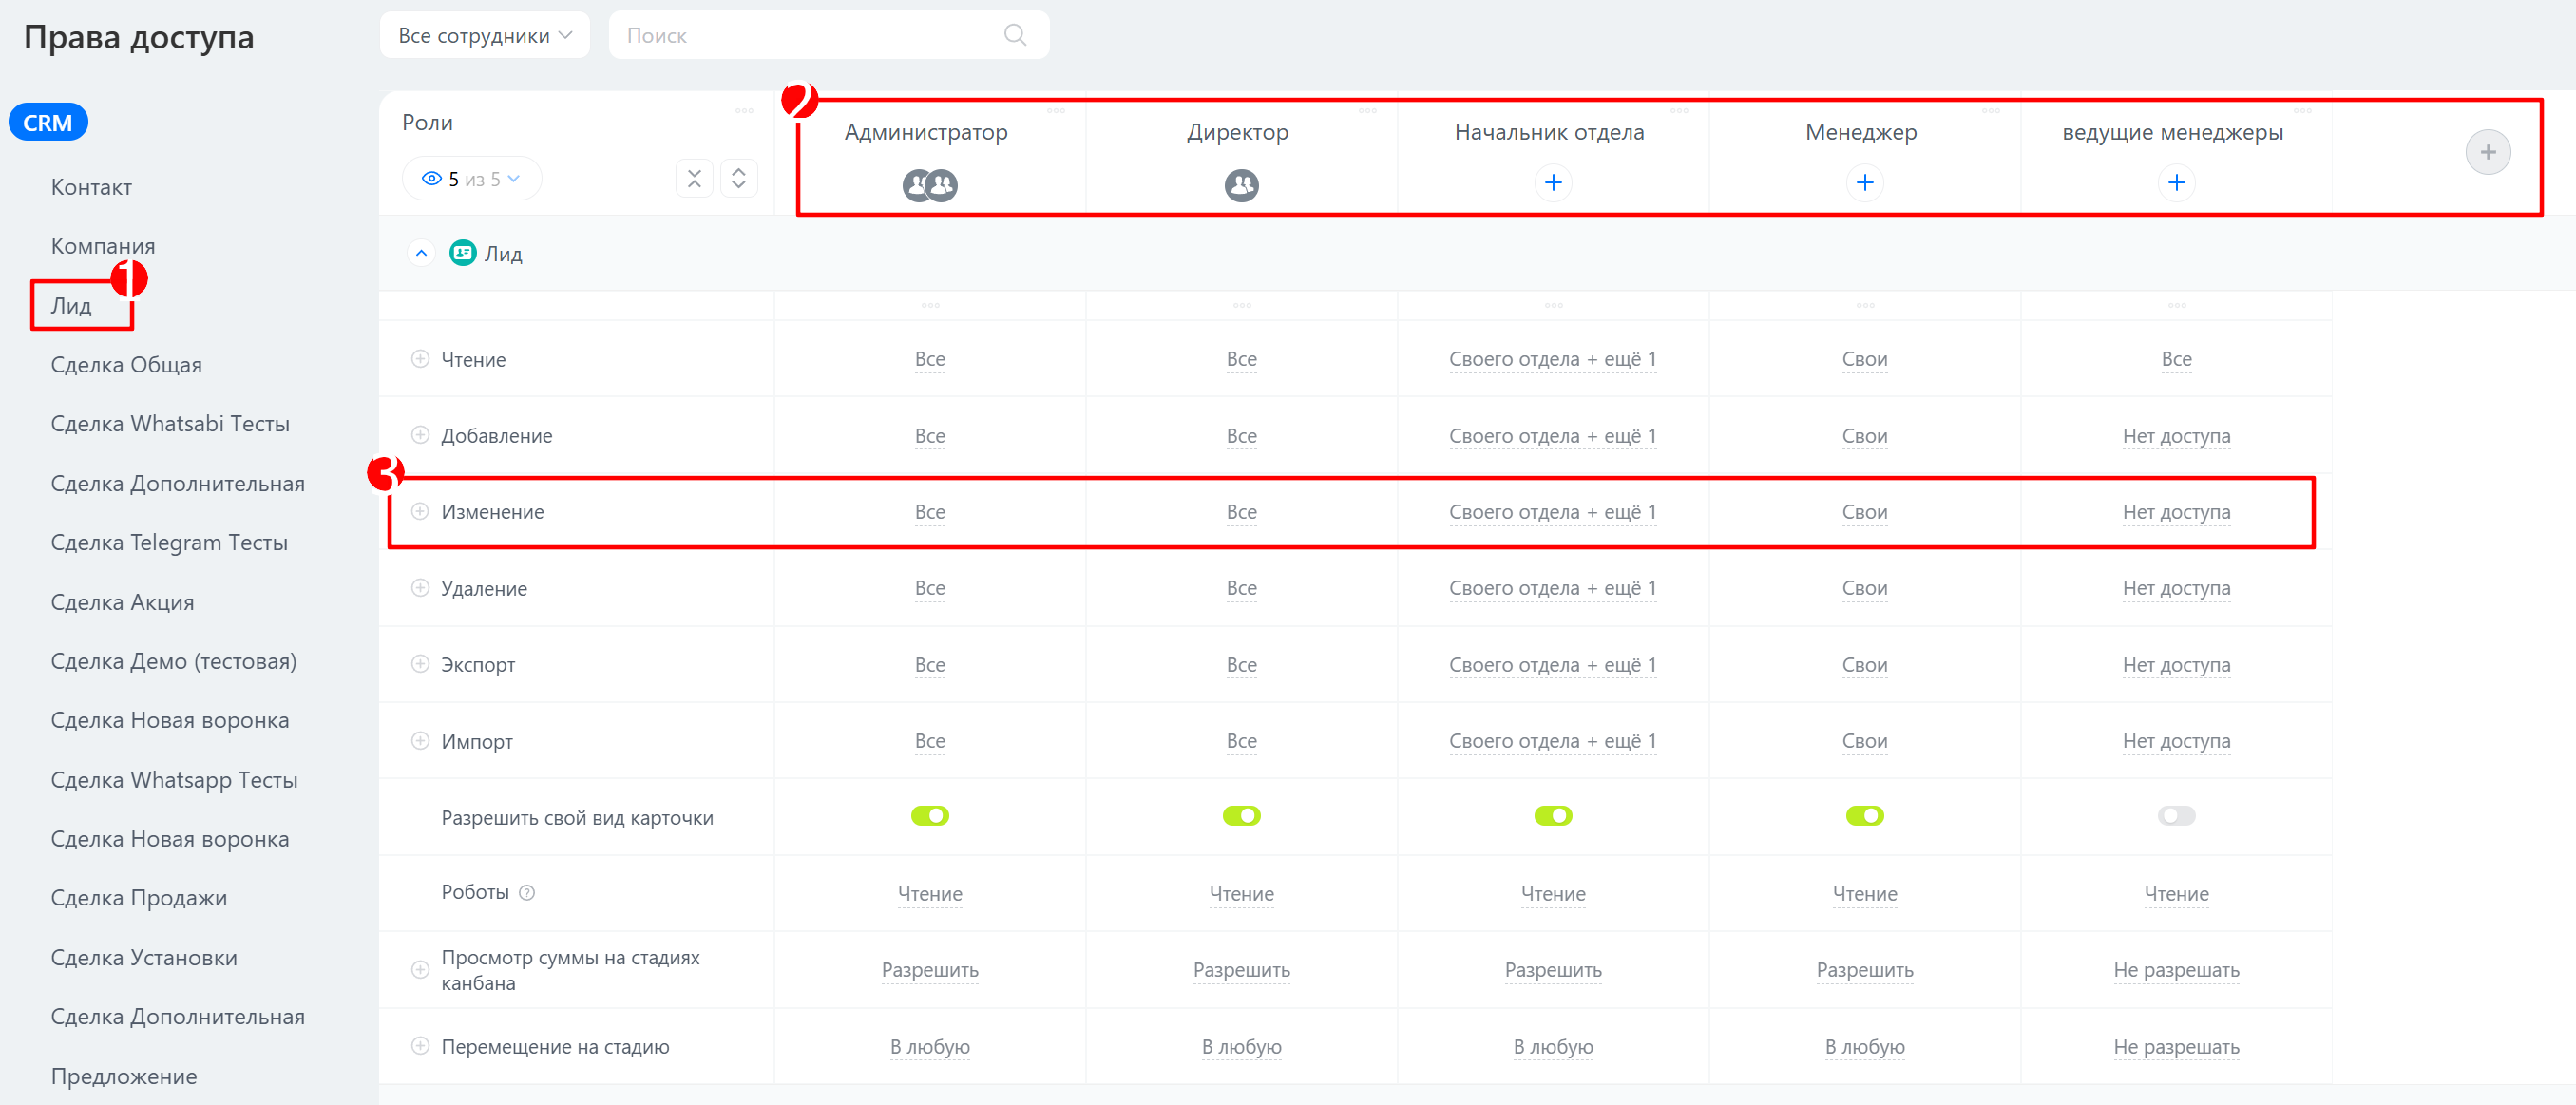 Права доступа
Все сотрудники
Поиск
CRM
Контакт
Компания
1
Лид
Сделка Общая
Сделка Whatsabi Тесты
Сделка Дополнительная
Сделка Telegram Тесты
Сделка Акция
Сделка Демо (тестовая)
Сделка Новая воронка
Сделка Whatsapp Тесты
Сделка Новая воронка
Сделка Продажи
Сделка Установки
Сделка Дополнительная
Предложение
2
Роли Администратор Директор Начальник отдела Менеджер ведущие менеджеры
5 из 5
Лид
Чтение Все Все Своего отдела + ещё 1 Свои Все
Добавление Все Все Своего отдела + ещё 1 Свои Нет доступа
3
Изменение Все Все Своего отдела + ещё 1 Свои Нет доступа
Удаление Все Все Своего отдела + ещё 1 Свои Нет доступа
Экспорт Все Все Своего отдела + ещё 1 Свои Нет доступа
Импорт Все Все Своего отдела + ещё 1 Свои Нет доступа
Разрешить свой вид карточки
Роботы Чтение Чтение Чтение Чтение Чтение
Просмотр суммы на стадиях
канбана Разрешить Разрешить Разрешить Разрешить Не разрешать
Перемещение на стадию В любую В любую В любую В любую Не разрешать